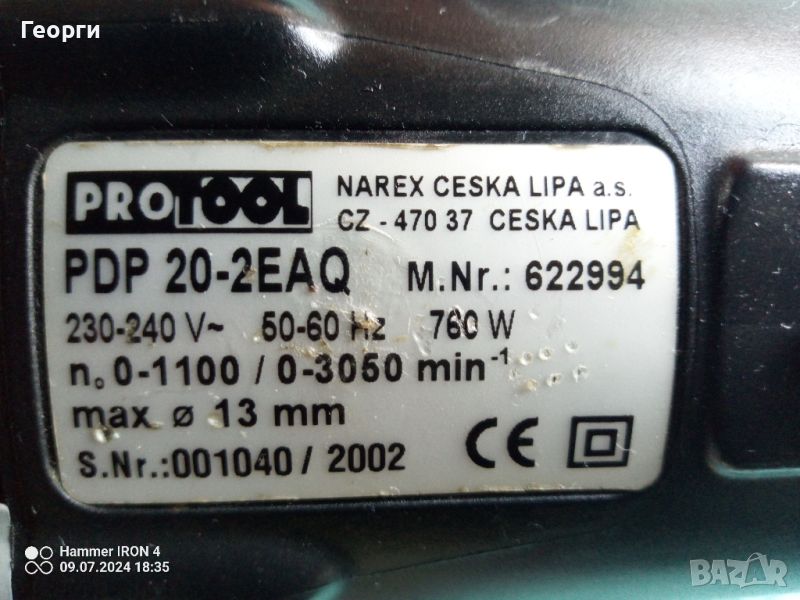 Георги
PROTOOL
NAREX CESKA LIPA a.s.
CZ - 470 37 CESKA LIPA
PDP 20-2EAQ M.Nr.: 622994
230-240 V~ 50-60 Hz 760 W
n₀ 0-1100 / 0-3050 min⁻¹
max ø 13 mm
S.Nr.:001040 / 2002
CE
Hammer IRON 4
09.07.2024 18:35
BAZAR